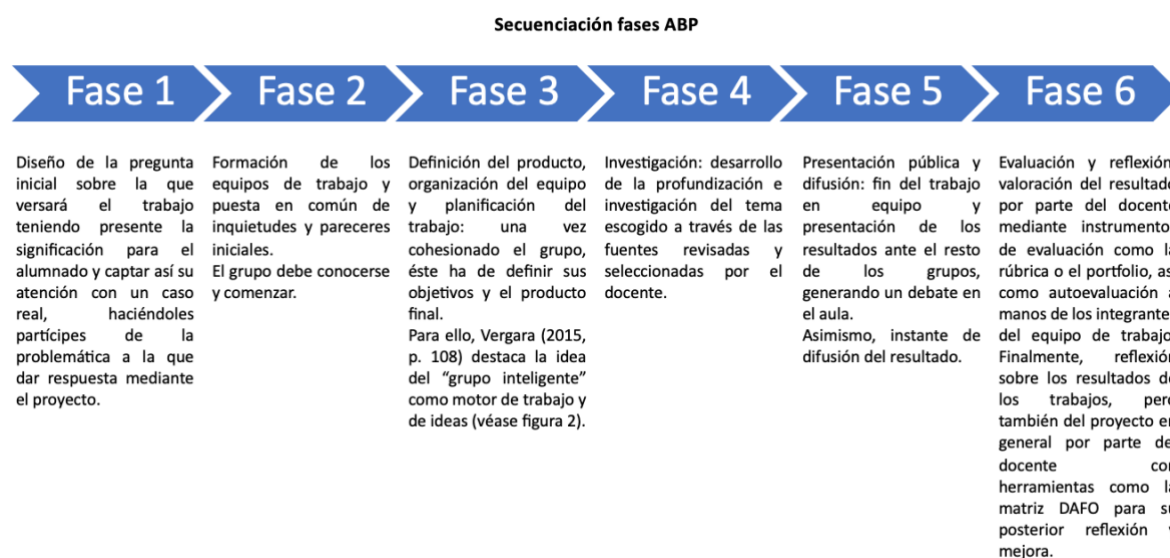 Secuenciación fases ABP
Fase 1
Fase 2
Fase 3
Fase 4
Fase 5
Fase 6
Diseño de la pregunta
inicial sobre la que
versará el trabajo
teniendo presente la
significación para el
alumnado y captar así su
atención con un caso
real, haciéndoles
partícipes de la
problemática a la que
dar respuesta mediante
el proyecto.
Formación de los
equipos de trabajo y
puesta en común de
inquietudes y pareceres
iniciales.
El grupo debe conocerse
y comenzar.
Definición del producto,
organización del equipo
y planificación del
trabajo: una vez
cohesionado el grupo,
éste ha de definir sus
objetivos y el producto
final.
Para ello, Vergara (2015,
p. 108) destaca la idea
del “grupo inteligente”
como motor de trabajo y
de ideas (véase figura 2).
Investigación: desarrollo
de la profundización e
investigación del tema
escogido a través de las
fuentes revisadas y
seleccionadas por el
docente.
Presentación pública y
difusión: fin del trabajo
en equipo y
presentación de los
resultados ante el resto
de los grupos,
generando un debate en
el aula.
Asimismo, instante de
difusión del resultado.
Evaluación y reflexión
valoración del resultado
por parte del docente
mediante instrumento
de evaluación como la
rúbrica o el portfolio, as
como autoevaluación a
manos de los integrante
del equipo de trabajo
Finalmente, reflexión
sobre los resultados de
los trabajos, pero
también del proyecto en
general por parte de
docente con
herramientas como la
matriz DAFO para su
posterior reflexión y
mejora.